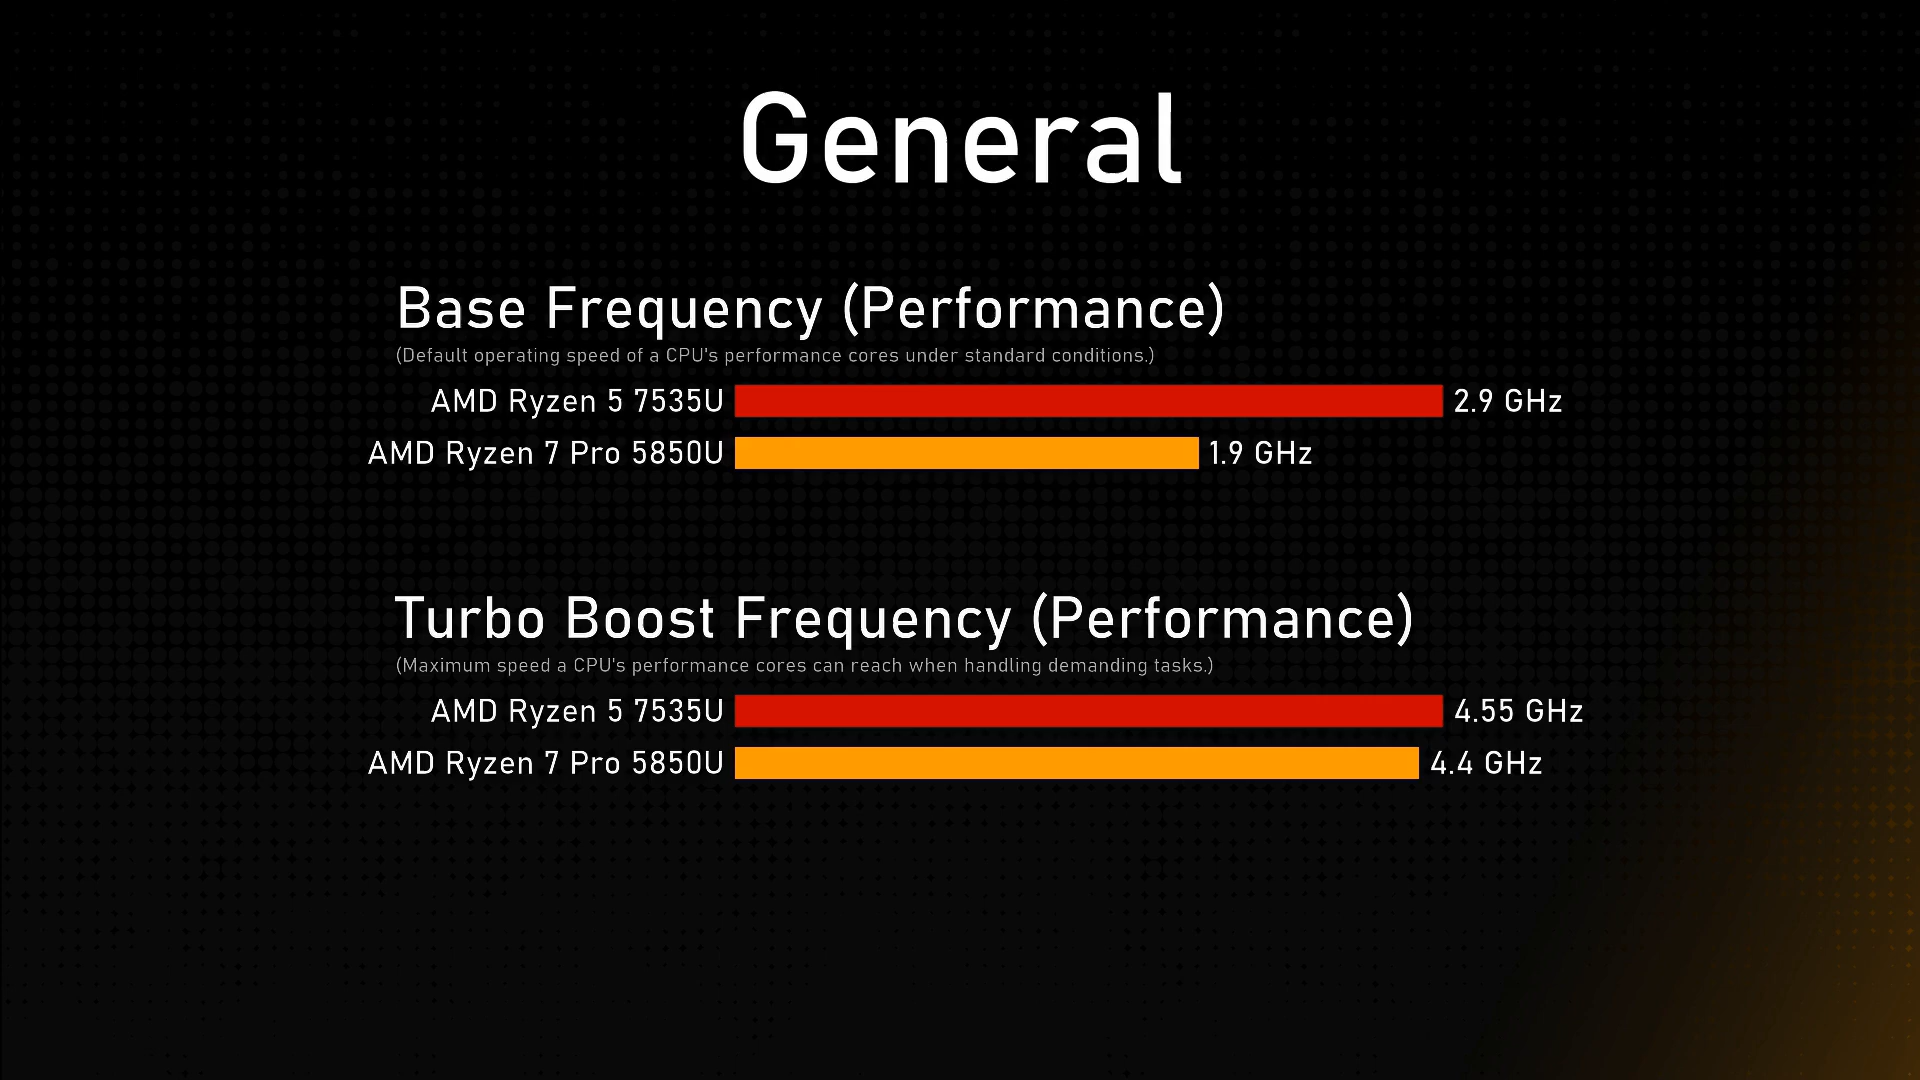 General
Base Frequency (Performance)
(Default operating speed of a CPU's performance cores under standard conditions.)
AMD Ryzen 5 7535U 2.9 GHz
AMD Ryzen 7 Pro 5850U 1.9 GHz
Turbo Boost Frequency (Performance)
(Maximum speed a CPU's performance cores can reach when handling demanding tasks.)
AMD Ryzen 5 7535U 4.55 GHz
AMD Ryzen 7 Pro 5850U 4.4 GHz